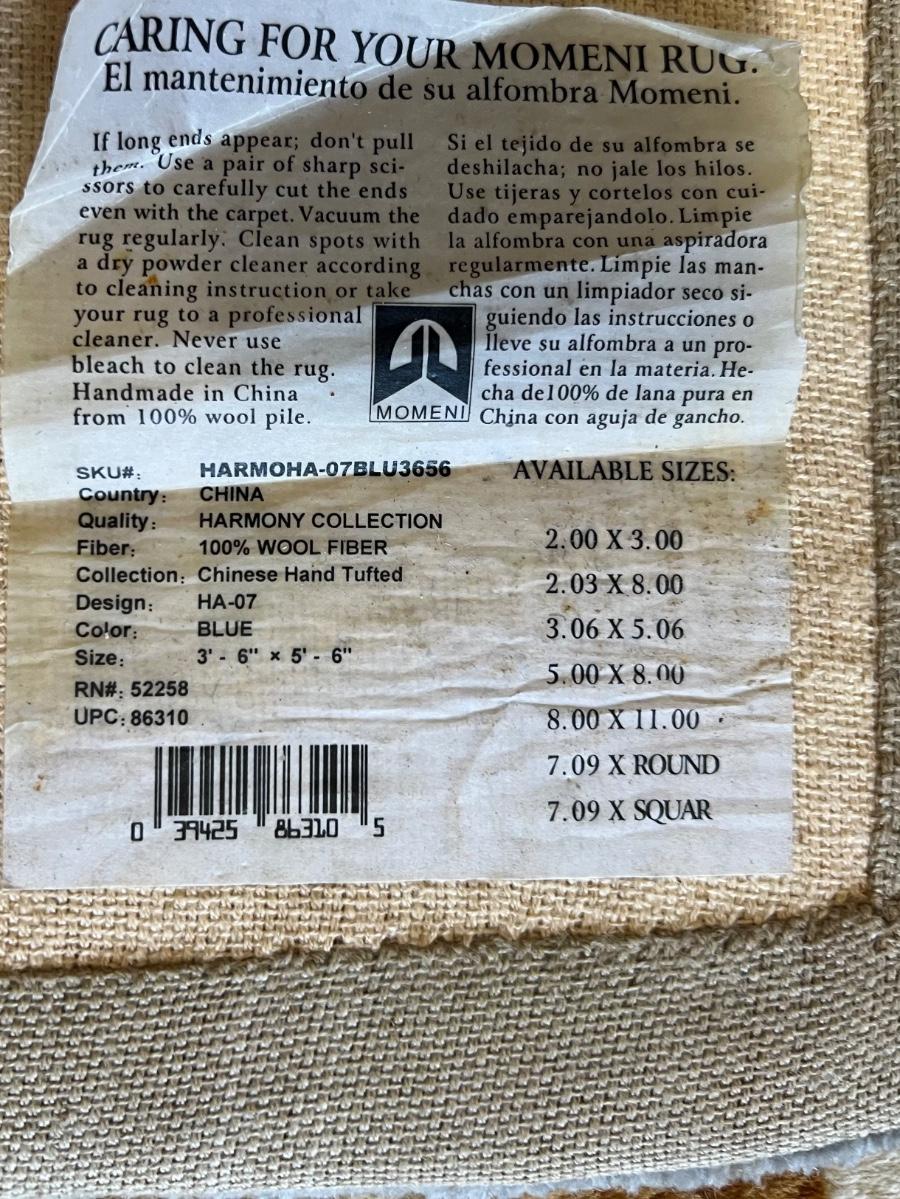 CARING FOR YOUR MOMENI RUG.
El mantenimiento de su alfombra Momeni.
If long ends appear; don't pull
them. Use a pair of sharp sci-
ssors to carefully cut the ends
even with the carpet. Vacuum the
rug regularly. Clean spots with
a dry powder cleaner according
to cleaning instruction or take
your rug to a professional
cleaner. Never use
bleach to clean the rug.
Handmade in China
from 100% wool pile.
Si el tejido de su alfombra se
deshilacha; no jale los hilos.
Use tijeras y cortelos con cui-
dado emparejandolo. Limpie
la alfombra con una aspiradora
regularmente. Limpie las man-
chas con un limpiador seco si-
guiendo las instrucciones o
lleve su alfombra a un pro-
fessional en la materia. He-
cha de100% de lana pura en
China con aguja de gancho.
MOMENI
SKU#: HARMOHA-07BLU3656
Country: CHINA
Quality: HARMONY COLLECTION
Fiber: 100% WOOL FIBER
Collection: Chinese Hand Tufted
Design: HA-07
Color: BLUE
Size: 3' - 6" × 5' - 6"
RN#: 52258
UPC: 86310
0 39425 86310 5
AVAILABLE SIZES:
2.00 X 3.00
2.03 X 8.00
3.06 X 5.06
5.00 X 8.00
8.00 X 11.00
7.09 X ROUND
7.09 X SQUAR